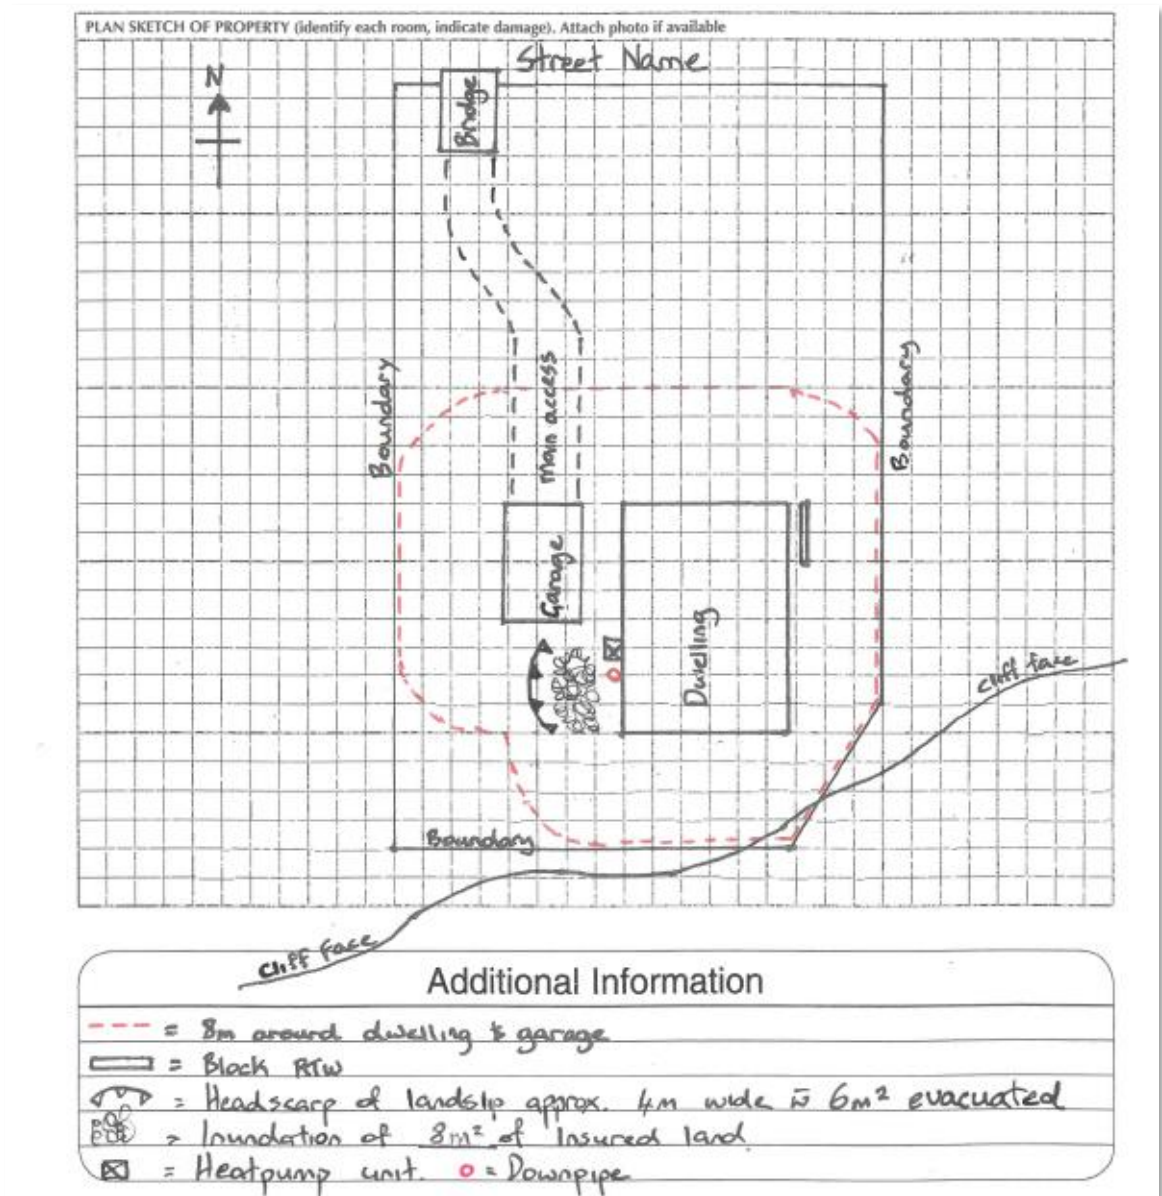 PLAN SKETCH OF PROPERTY (identify each room, indicate damage). Attach photo if available
Street Name
N
Bridge
Boundary
Main access
Boundary
Garage
Dwelling
Cliff face
Boundary
Cliff face
Additional Information
= 8m around dwelling & garage
= Block RTW
= Headscarp of landslip approx. 4m wide w 6m² evacuated
= Inundation of 8m² of Insured land
= Heatpump unit. o = Downpipe